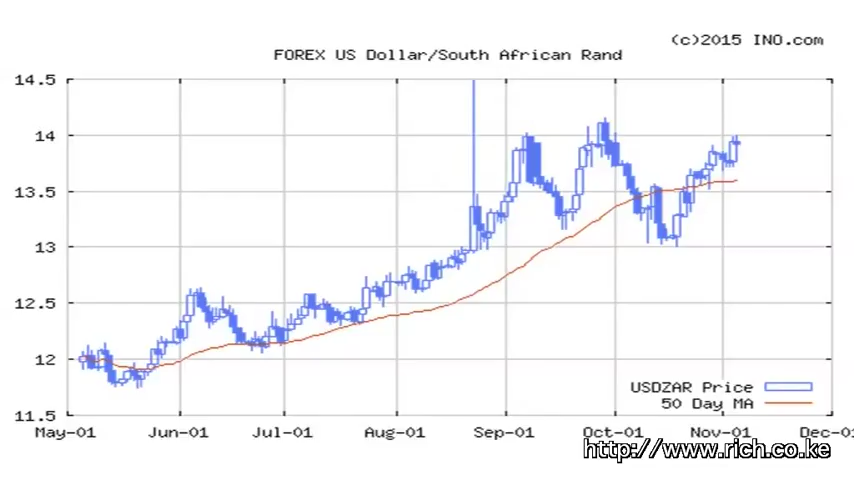 (c)2015 INO.com
FOREX US Dollar/South African Rand
14.5
14
13.5
13
12.5
12
11.5
USDZAR Price
50 Day MA
May-01 Jun-01 Jul-01 Aug-01 Sep-01 Oct-01 Nov-01 Dec-01
http://www.rich.co.ke